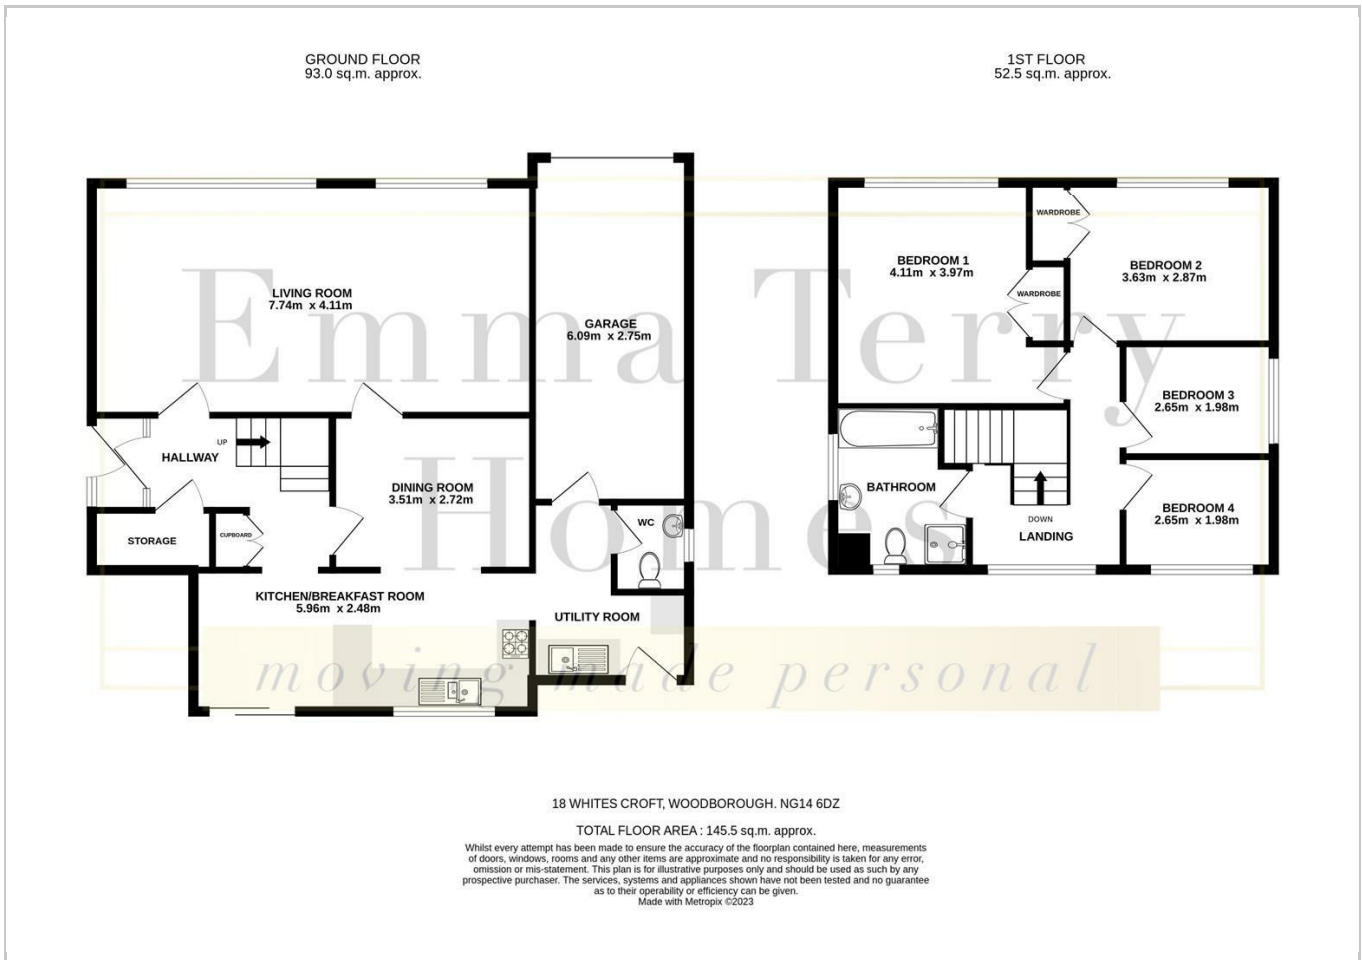 GROUND FLOOR
93.0 sq.m. approx.
1ST FLOOR
52.5 sq.m. approx.
LIVING ROOM
7.74m x 4.11m
GARAGE
6.09m x 2.75m
UP
HALLWAY
STORAGE
CUPBOARD
DINING ROOM
3.51m x 2.72m
WC
KITCHEN/BREAKFAST ROOM
5.96m x 2.48m
UTILITY ROOM
WARDROBE
BEDROOM 1
4.11m x 3.97m
WARDROBE
BEDROOM 2
3.63m x 2.87m
BEDROOM 3
2.65m x 1.98m
BATHROOM
BEDROOM 4
2.65m x 1.98m
DOWN
LANDING
Emma Terry
Homes
moving made personal
18 WHITES CROFT, WOODBOROUGH. NG14 6DZ
TOTAL FLOOR AREA : 145.5 sq.m. approx.
Whilst every attempt has been made to ensure the accuracy of the floorplan contained here, measurements
of doors, windows, rooms and any other items are approximate and no responsibility is taken for any error,
omission or mis-statement. This plan is for illustrative purposes only and should be used as such by any
prospective purchaser. The services, systems and appliances shown have not been tested and no guarantee
as to their operability or efficiency can be given.
Made with Metropix ©2023